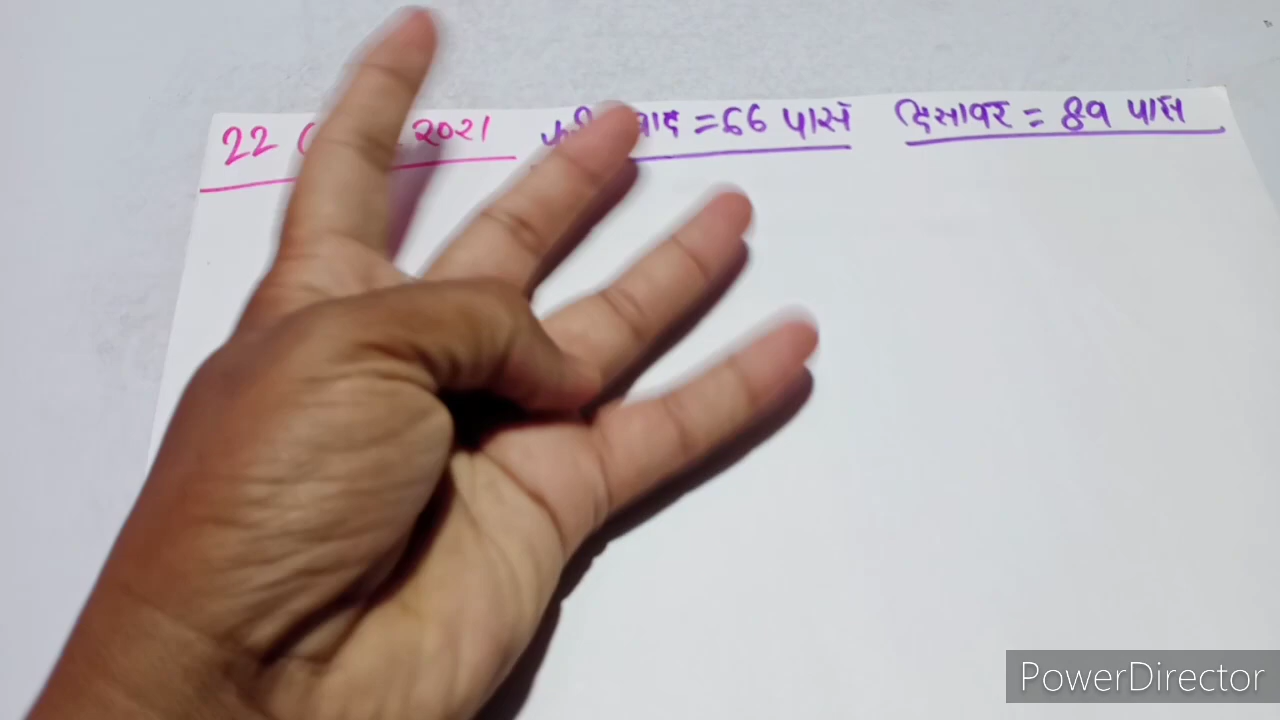 22 2021 =66 पास दिसावर = 89 पास
PowerDirector